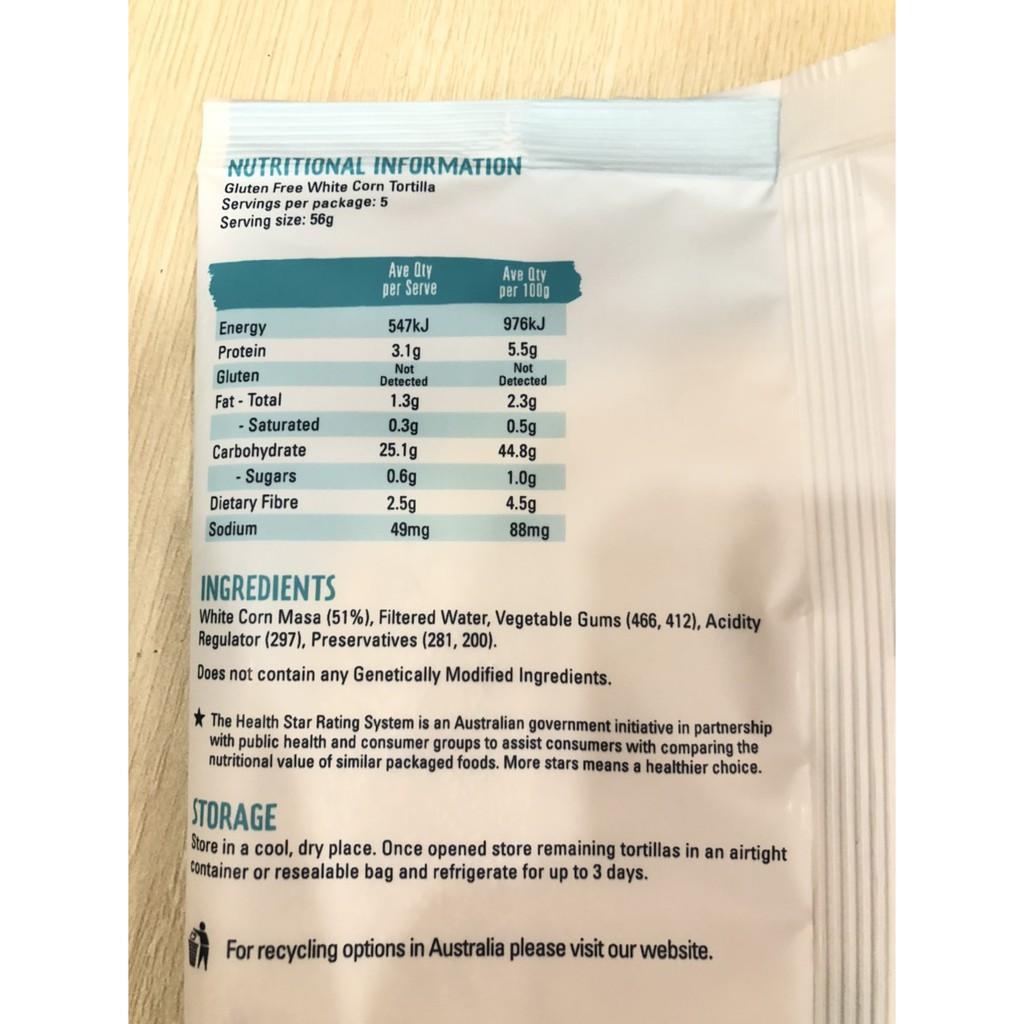 NUTRITIONAL INFORMATION
Gluten Free White Corn Tortilla
Servings per package: 5
Serving size: 56g
Ave Qty per Serve Ave Qty per 100g
Energy 547kJ 976kJ
Protein 3.1g 5.5g
Gluten Not Detected Not Detected
Fat - Total 1.3g 2.3g
- Saturated 0.3g 0.5g
Carbohydrate 25.1g 44.8g
- Sugars 0.6g 1.0g
Dietary Fibre 2.5g 4.5g
Sodium 49mg 88mg
INGREDIENTS
White Corn Masa (51%), Filtered Water, Vegetable Gums (466, 412), Acidity
Regulator (297), Preservatives (281, 200).
Does not contain any Genetically Modified Ingredients.
★ The Health Star Rating System is an Australian government initiative in partnership
with public health and consumer groups to assist consumers with comparing the
nutritional value of similar packaged foods. More stars means a healthier choice.
STORAGE
Store in a cool, dry place. Once opened store remaining tortillas in an airtight
container or resealable bag and refrigerate for up to 3 days.
For recycling options in Australia please visit our website.